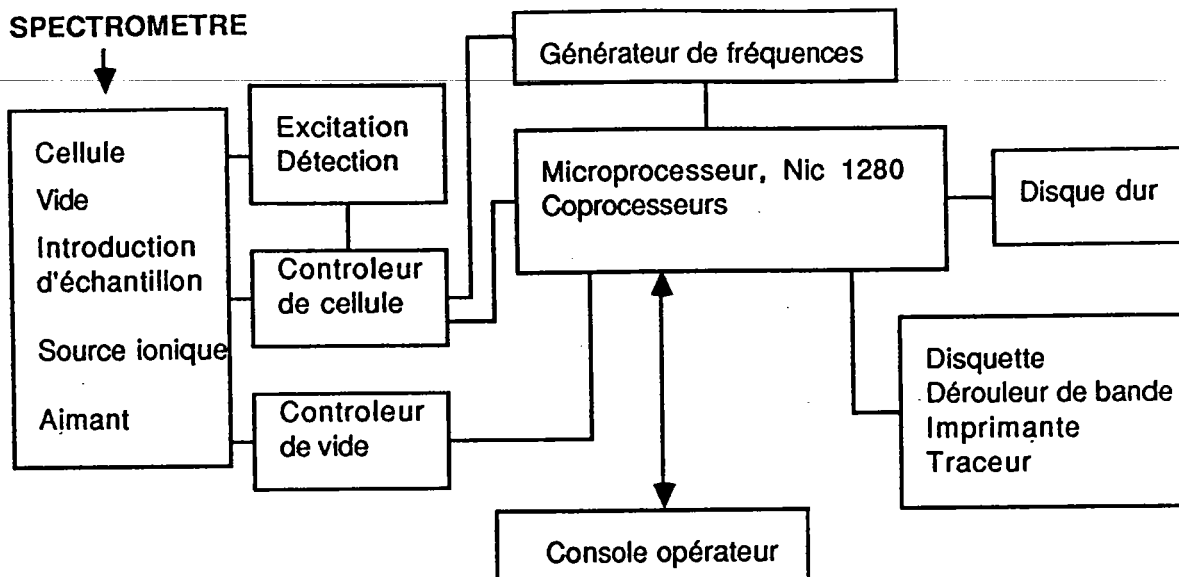 SPECTROMETRE
Générateur de fréquences
Cellule
Vide
Introduction
d'échantillon
Source ionique
Aimant
Excitation
Détection
Controleur
de cellule
Controleur
de vide
Microprocesseur, Nic 1280
Coprocesseurs
Disque dur
Disquette
Dérouleur de bande
Imprimante
Traceur
Console opérateur